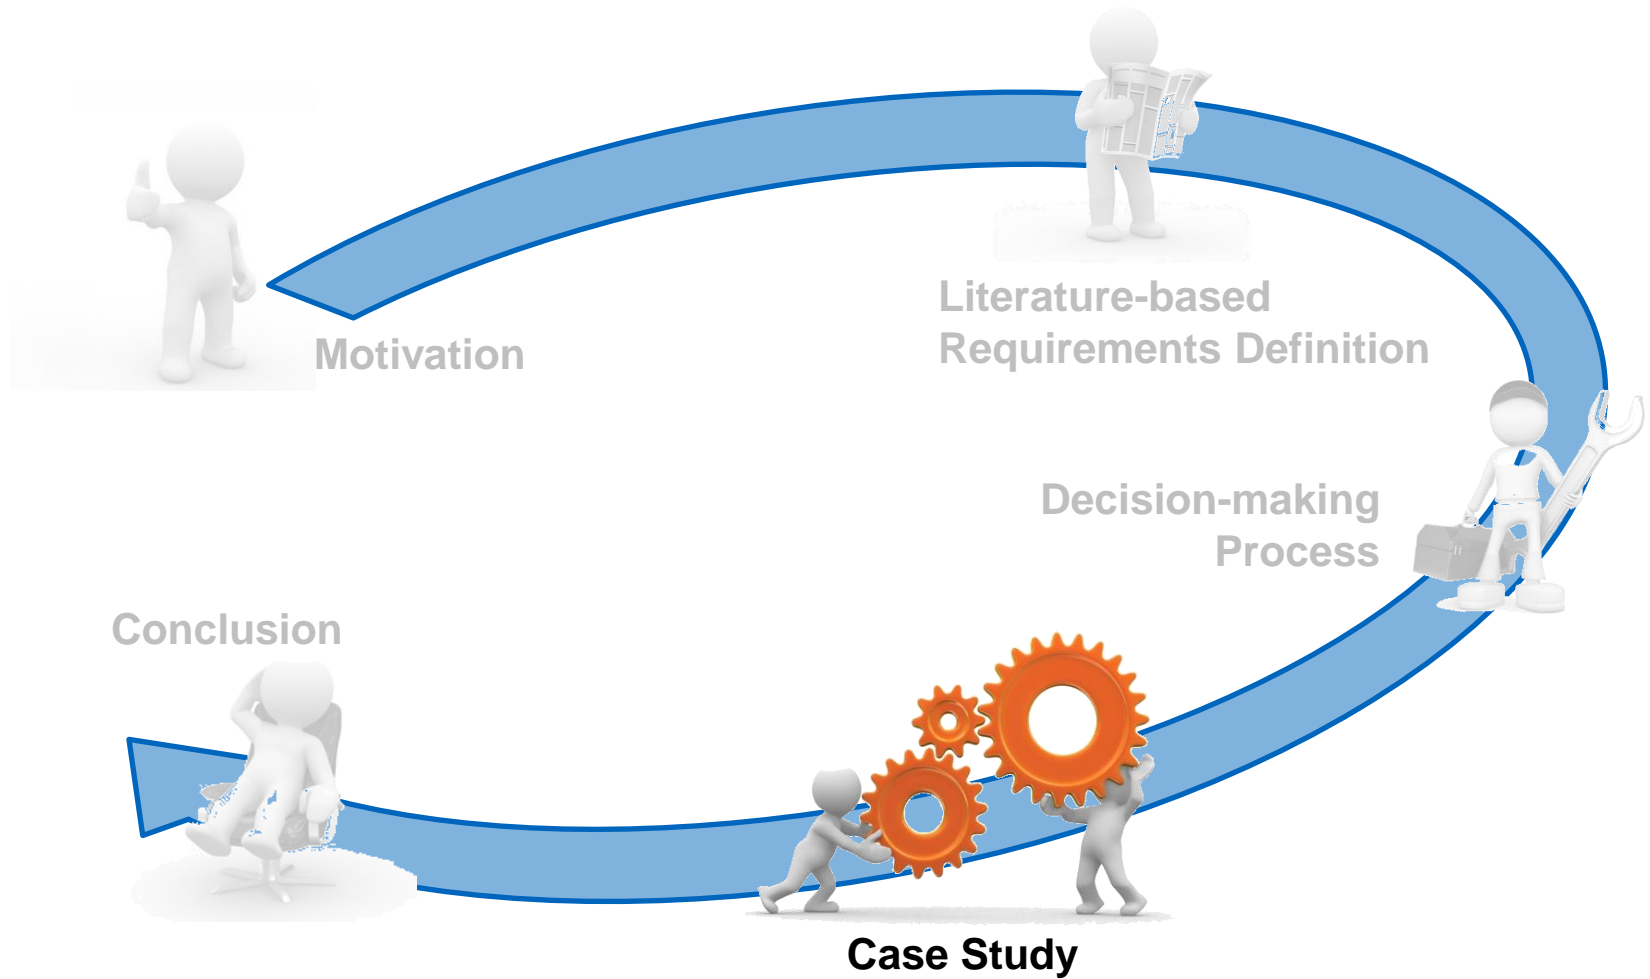 Motivation
Literature-based
Requirements Definition
Decision-making
Process
Case Study
Conclusion